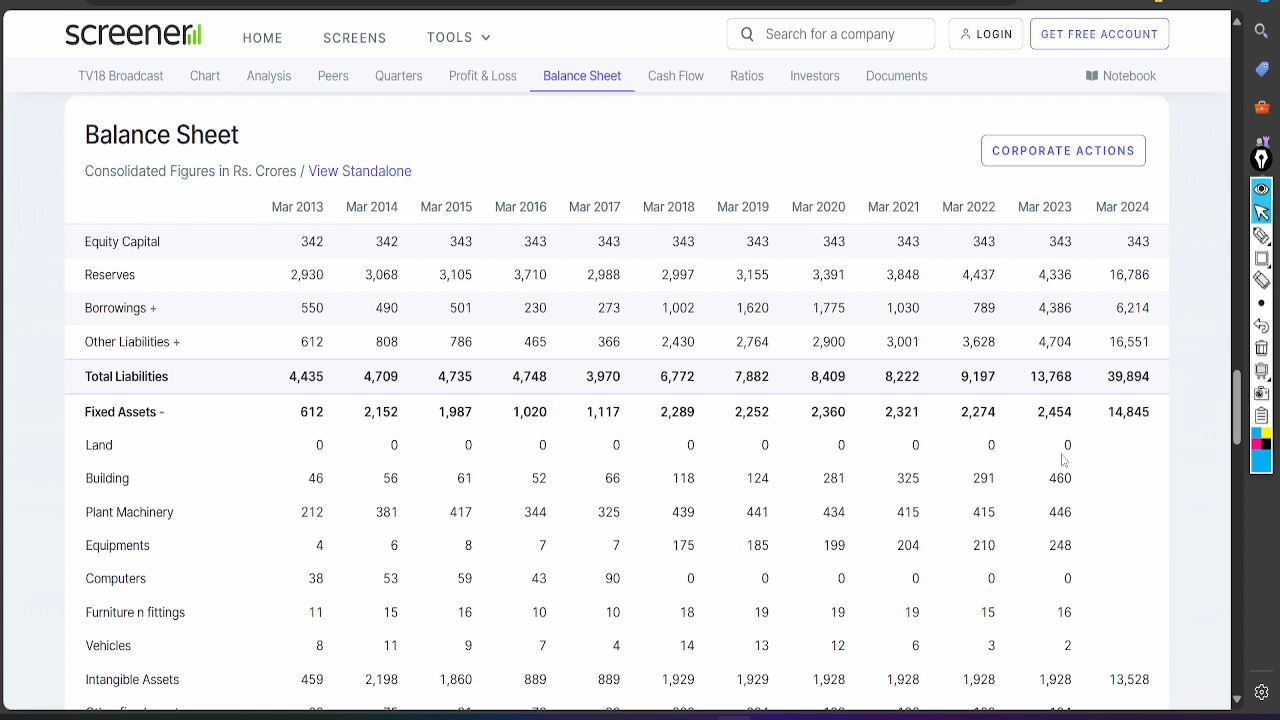 screener HOME SCREENS TOOLS Search for a company LOGIN GET FREE ACCOUNT
TV18 Broadcast Chart Analysis Peers Quarters Profit & Loss Balance Sheet Cash Flow Ratios Investors Documents Notebook
Balance Sheet
CORPORATE ACTIONS
Consolidated Figures in Rs. Crores / View Standalone
Mar 2013 Mar 2014 Mar 2015 Mar 2016 Mar 2017 Mar 2018 Mar 2019 Mar 2020 Mar 2021 Mar 2022 Mar 2023 Mar 2024
Equity Capital 342 342 343 343 343 343 343 343 343 343 343 343
Reserves 2,930 3,068 3,105 3,710 2,988 2,997 3,155 3,391 3,848 4,437 4,336 16,786
Borrowings + 550 490 501 230 273 1,002 1,620 1,775 1,030 789 4,386 6,214
Other Liabilities + 612 808 786 465 366 2,430 2,764 2,900 3,001 3,628 4,704 16,551
Total Liabilities 4,435 4,709 4,735 4,748 3,970 6,772 7,882 8,409 8,222 9,197 13,768 39,894
Fixed Assets - 612 2,152 1,987 1,020 1,117 2,289 2,252 2,360 2,321 2,274 2,454 14,845
Land 0 0 0 0 0 0 0 0 0 0 0
Building 46 56 61 52 66 118 124 281 325 291 460
Plant Machinery 212 381 417 344 325 439 441 434 415 415 446
Equipments 4 6 8 7 7 175 185 199 204 210 248
Computers 38 53 59 43 90 0 0 0 0 0 0
Furniture n fittings 11 15 16 10 10 18 19 19 19 15 16
Vehicles 8 11 9 7 4 14 13 12 6 3 2
Intangible Assets 459 2,198 1,860 889 889 1,929 1,929 1,928 1,928 1,928 1,928 13,528